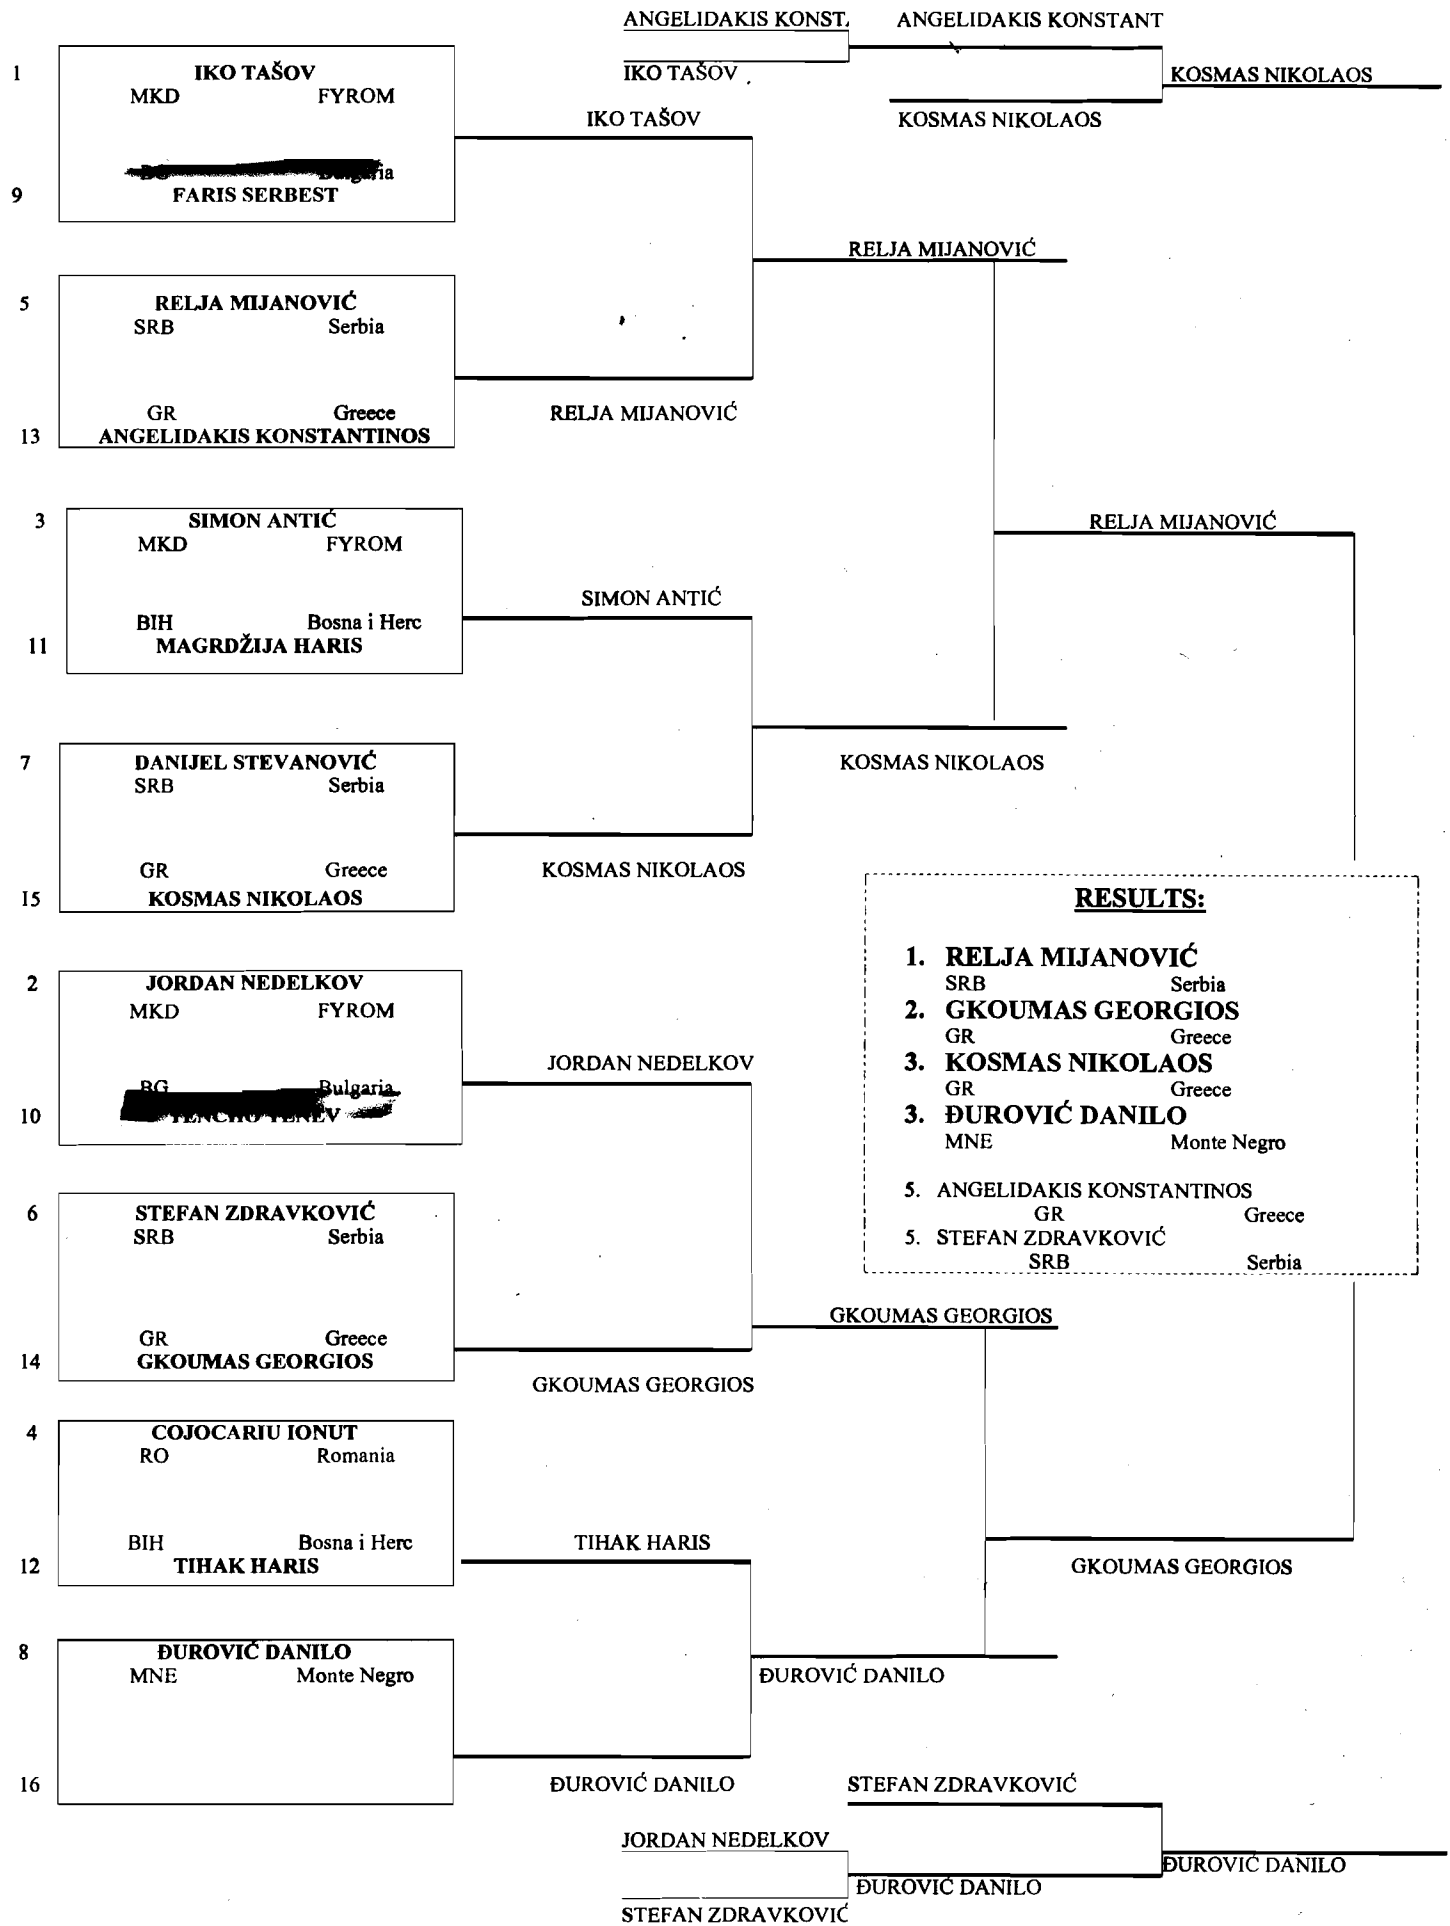 ANGELIDAKIS KONST. ANGELIDAKIS KONSTANT
1 IKO TAŠOV IKO TAŠOV KOSMAS NIKOLAOS
MKD FYROM
IKO TAŠOV KOSMAS NIKOLAOS
Bulgaria
9 FARIS SERBEST
RELJA MIJANOVIĆ
5 RELJA MIJANOVIĆ
SRB Serbia
GR Greece RELJA MIJANOVIĆ
13 ANGELIDAKIS KONSTANTINOS
3 SIMON ANTIĆ RELJA MIJANOVIĆ
MKD FYROM
SIMON ANTIĆ
BIH Bosna i Herc
11 MAGRDŽIJA HARIS
7 DANIJEL STEVANOVIĆ KOSMAS NIKOLAOS
SRB Serbia
GR Greece KOSMAS NIKOLAOS
15 KOSMAS NIKOLAOS
RESULTS:
1. RELJA MIJANOVIĆ
SRB Serbia
2. GKOUMAS GEORGIOS
GR Greece
3. KOSMAS NIKOLAOS
GR Greece
3. ĐUROVIĆ DANILO
MNE Monte Negro
5. ANGELIDAKIS KONSTANTINOS
GR Greece
5. STEFAN ZDRAVKOVIĆ
SRB Serbia
2 JORDAN NEDELKOV
MKD FYROM
JORDAN NEDELKOV
BG Bulgaria
10 TENCHO TENEV
6 STEFAN ZDRAVKOVIĆ
SRB Serbia
GKOUMAS GEORGIOS
GR Greece
14 GKOUMAS GEORGIOS
GKOUMAS GEORGIOS
4 COJOCARIU IONUT
RO Romania
BIH Bosna i Herc TIHAK HARIS
12 TIHAK HARIS GKOUMAS GEORGIOS
8 ĐUROVIĆ DANILO
MNE Monte Negro ĐUROVIĆ DANILO
16 ĐUROVIĆ DANILO STEFAN ZDRAVKOVIĆ
JORDAN NEDELKOV
ĐUROVIĆ DANILO
ĐUROVIĆ DANILO
STEFAN ZDRAVKOVIĆ